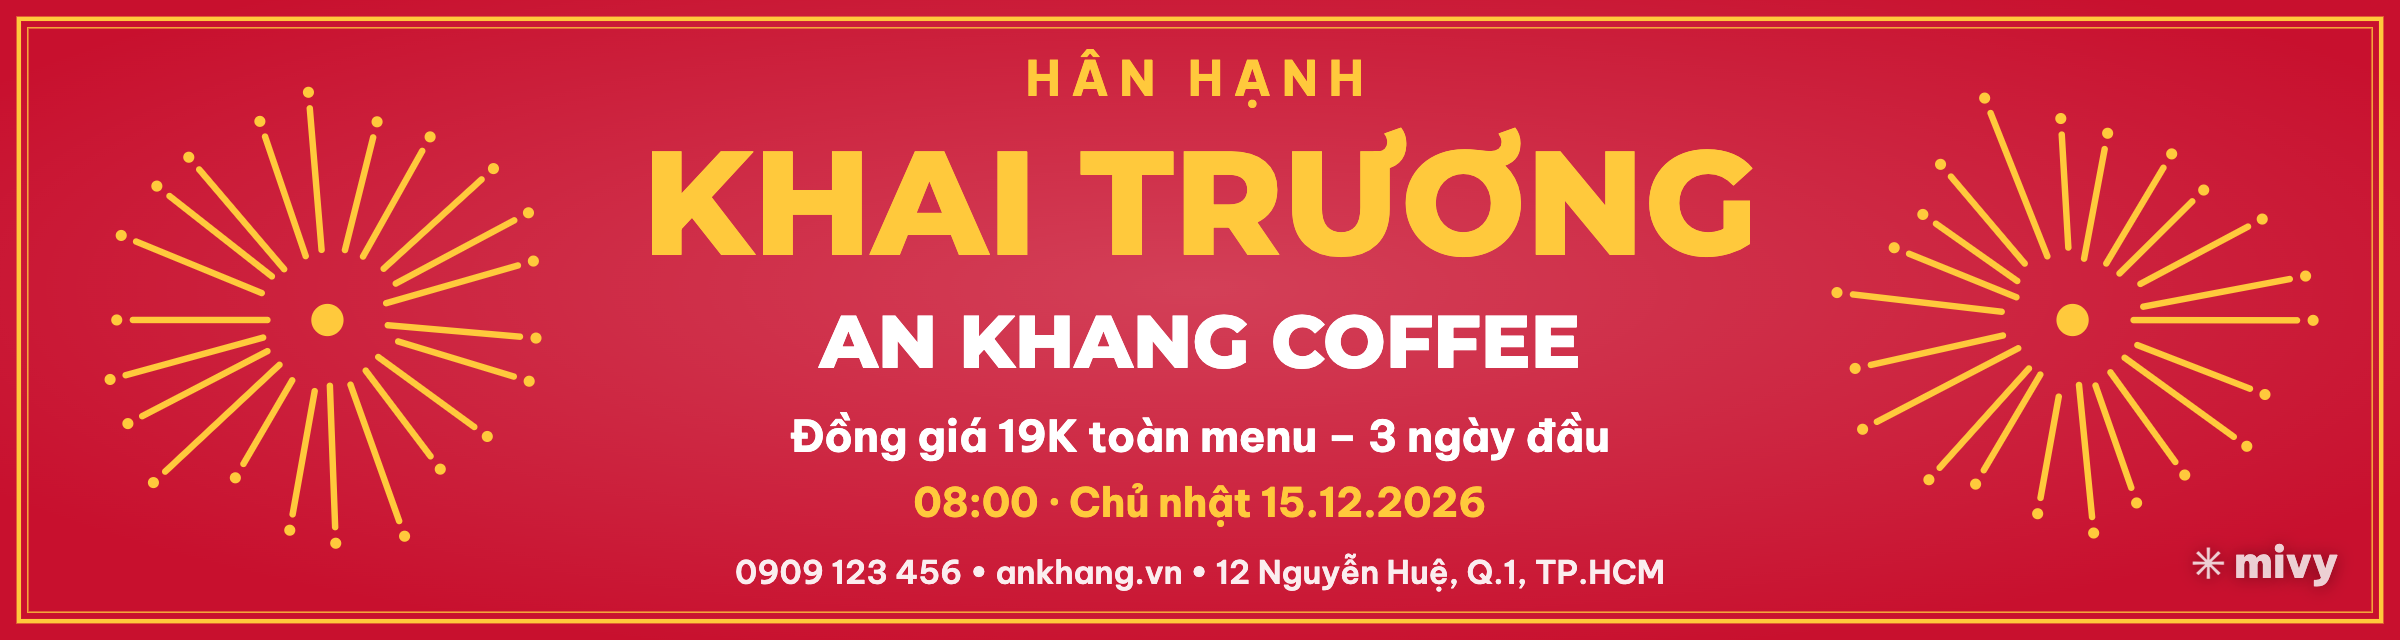 HÂN HẠNH
KHAI TRƯƠNG
AN KHANG COFFEE
Đồng giá 19K toàn menu – 3 ngày đầu
08:00 · Chủ nhật 15.12.2026
0909 123 456 • ankhang.vn • 12 Nguyễn Huệ, Q.1, TP.HCM
mivy